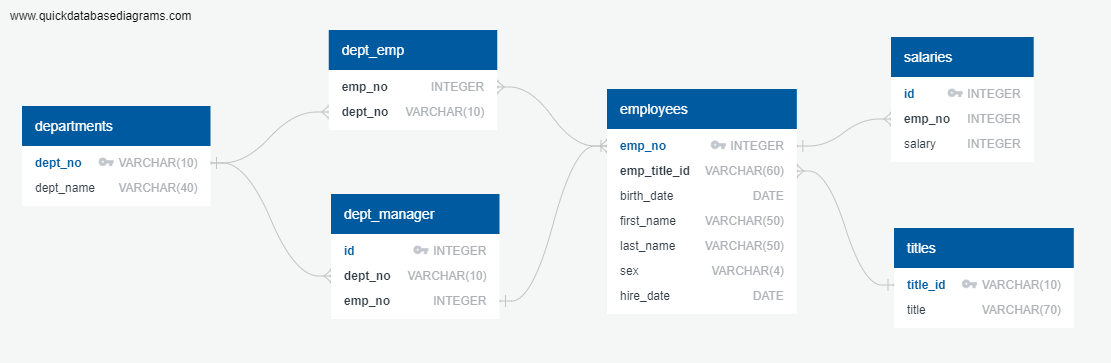 www.quickdatabasediagrams.com
departments
dept_no VARCHAR(10)
dept_name VARCHAR(40)
dept_emp
emp_no INTEGER
dept_no VARCHAR(10)
dept_manager
id INTEGER
dept_no VARCHAR(10)
emp_no INTEGER
employees
emp_no INTEGER
emp_title_id VARCHAR(60)
birth_date DATE
first_name VARCHAR(50)
last_name VARCHAR(50)
sex VARCHAR(4)
hire_date DATE
salaries
id INTEGER
emp_no INTEGER
salary INTEGER
titles
title_id VARCHAR(10)
title VARCHAR(70)